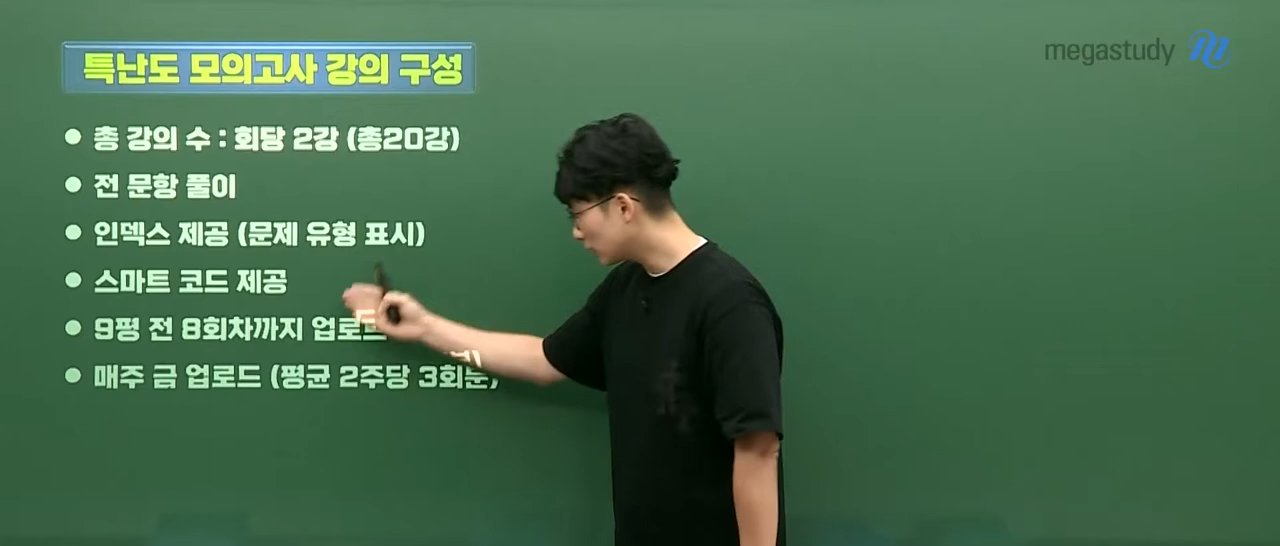 특난도 모의고사 강의 구성
megastudy
● 총 강의 수 : 회당 2강 (총20강)
● 전 문항 풀이
● 인덱스 제공 (문제 유형 표시)
● 스마트 코드 제공
● 9평 전 8회차까지 업로드
● 매주 금 업로드 (평균 2주당 3회분)